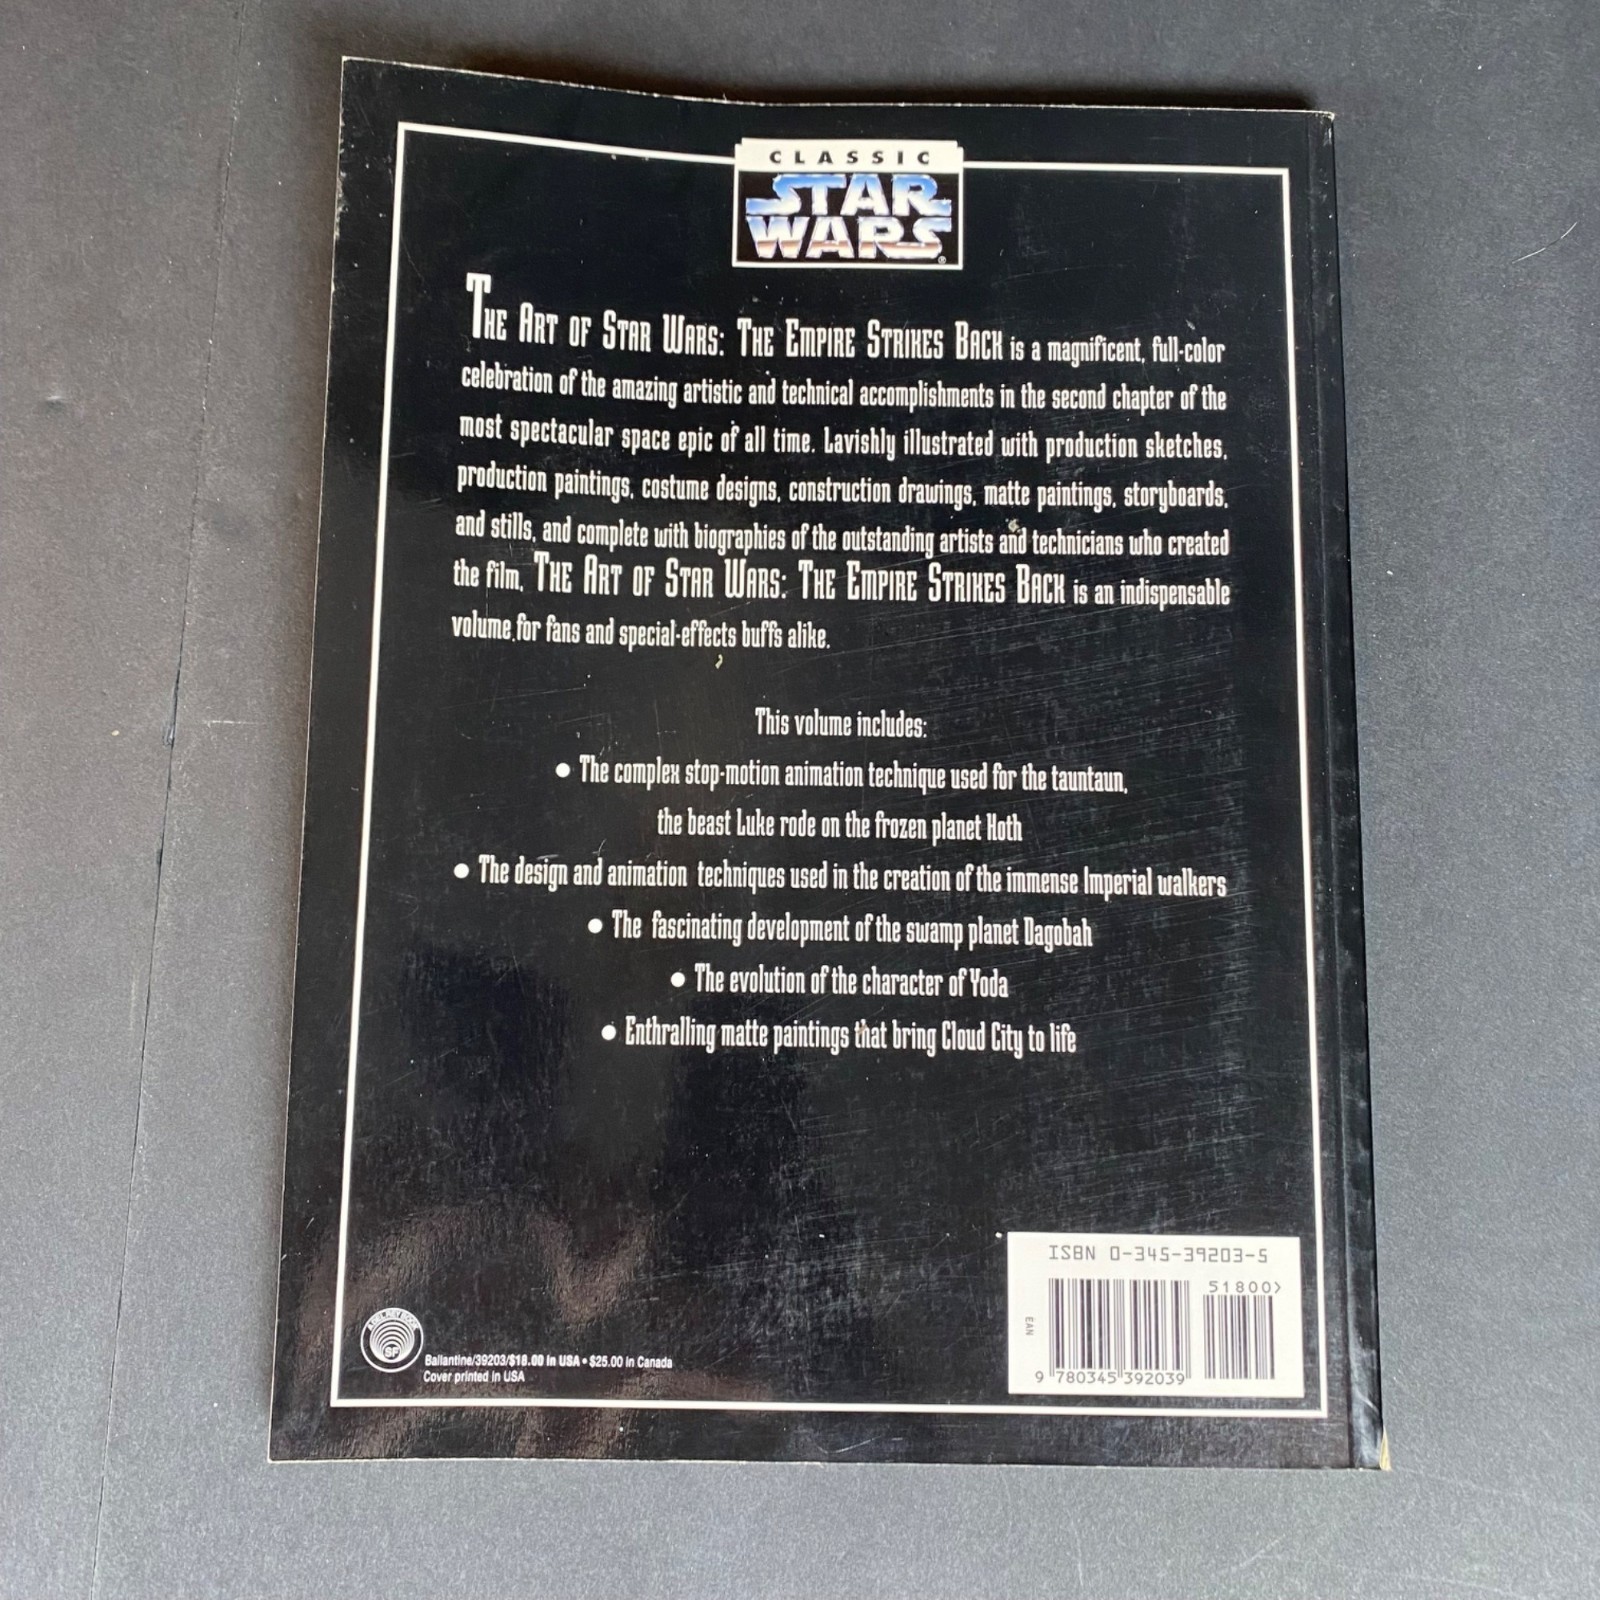 CLASSIC
STAR
WARS®
The Art of Star Wars: The Empire Strikes Back is a magnificent, full-color
celebration of the amazing artistic and technical accomplishments in the second chapter of the
most spectacular space epic of all time. Lavishly illustrated with production sketches,
production paintings, costume designs, construction drawings, matte paintings, storyboards,
and stills, and complete with biographies of the outstanding artists and technicians who created
the film, The Art of Star Wars: The Empire Strikes Back is an indispensable
volume for fans and special-effects buffs alike.
This volume includes:
● The complex stop-motion animation technique used for the tauntaun,
the beast Luke rode on the frozen planet Hoth
● The design and animation techniques used in the creation of the immense Imperial walkers
● The fascinating development of the swamp planet Dagobah
● The evolution of the character of Yoda
● Enthralling matte paintings that bring Cloud City to life
ISBN 0-345-39203-5
51800>
EAN
9 780345 392039
A DEL REY BOOK
SF
Ballantine/39203/$18.00 in USA • $25.00 in Canada
Cover printed in USA